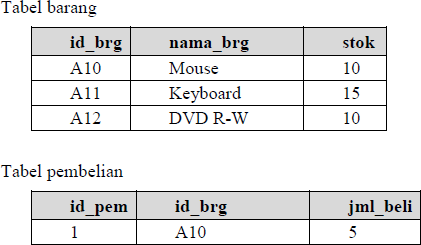 Tabel barang
id_brg nama_brg stok
A10 Mouse 10
A11 Keyboard 15
A12 DVD R-W 10
Tabel pembelian
id_pem id_brg jml_beli
1 A10 5